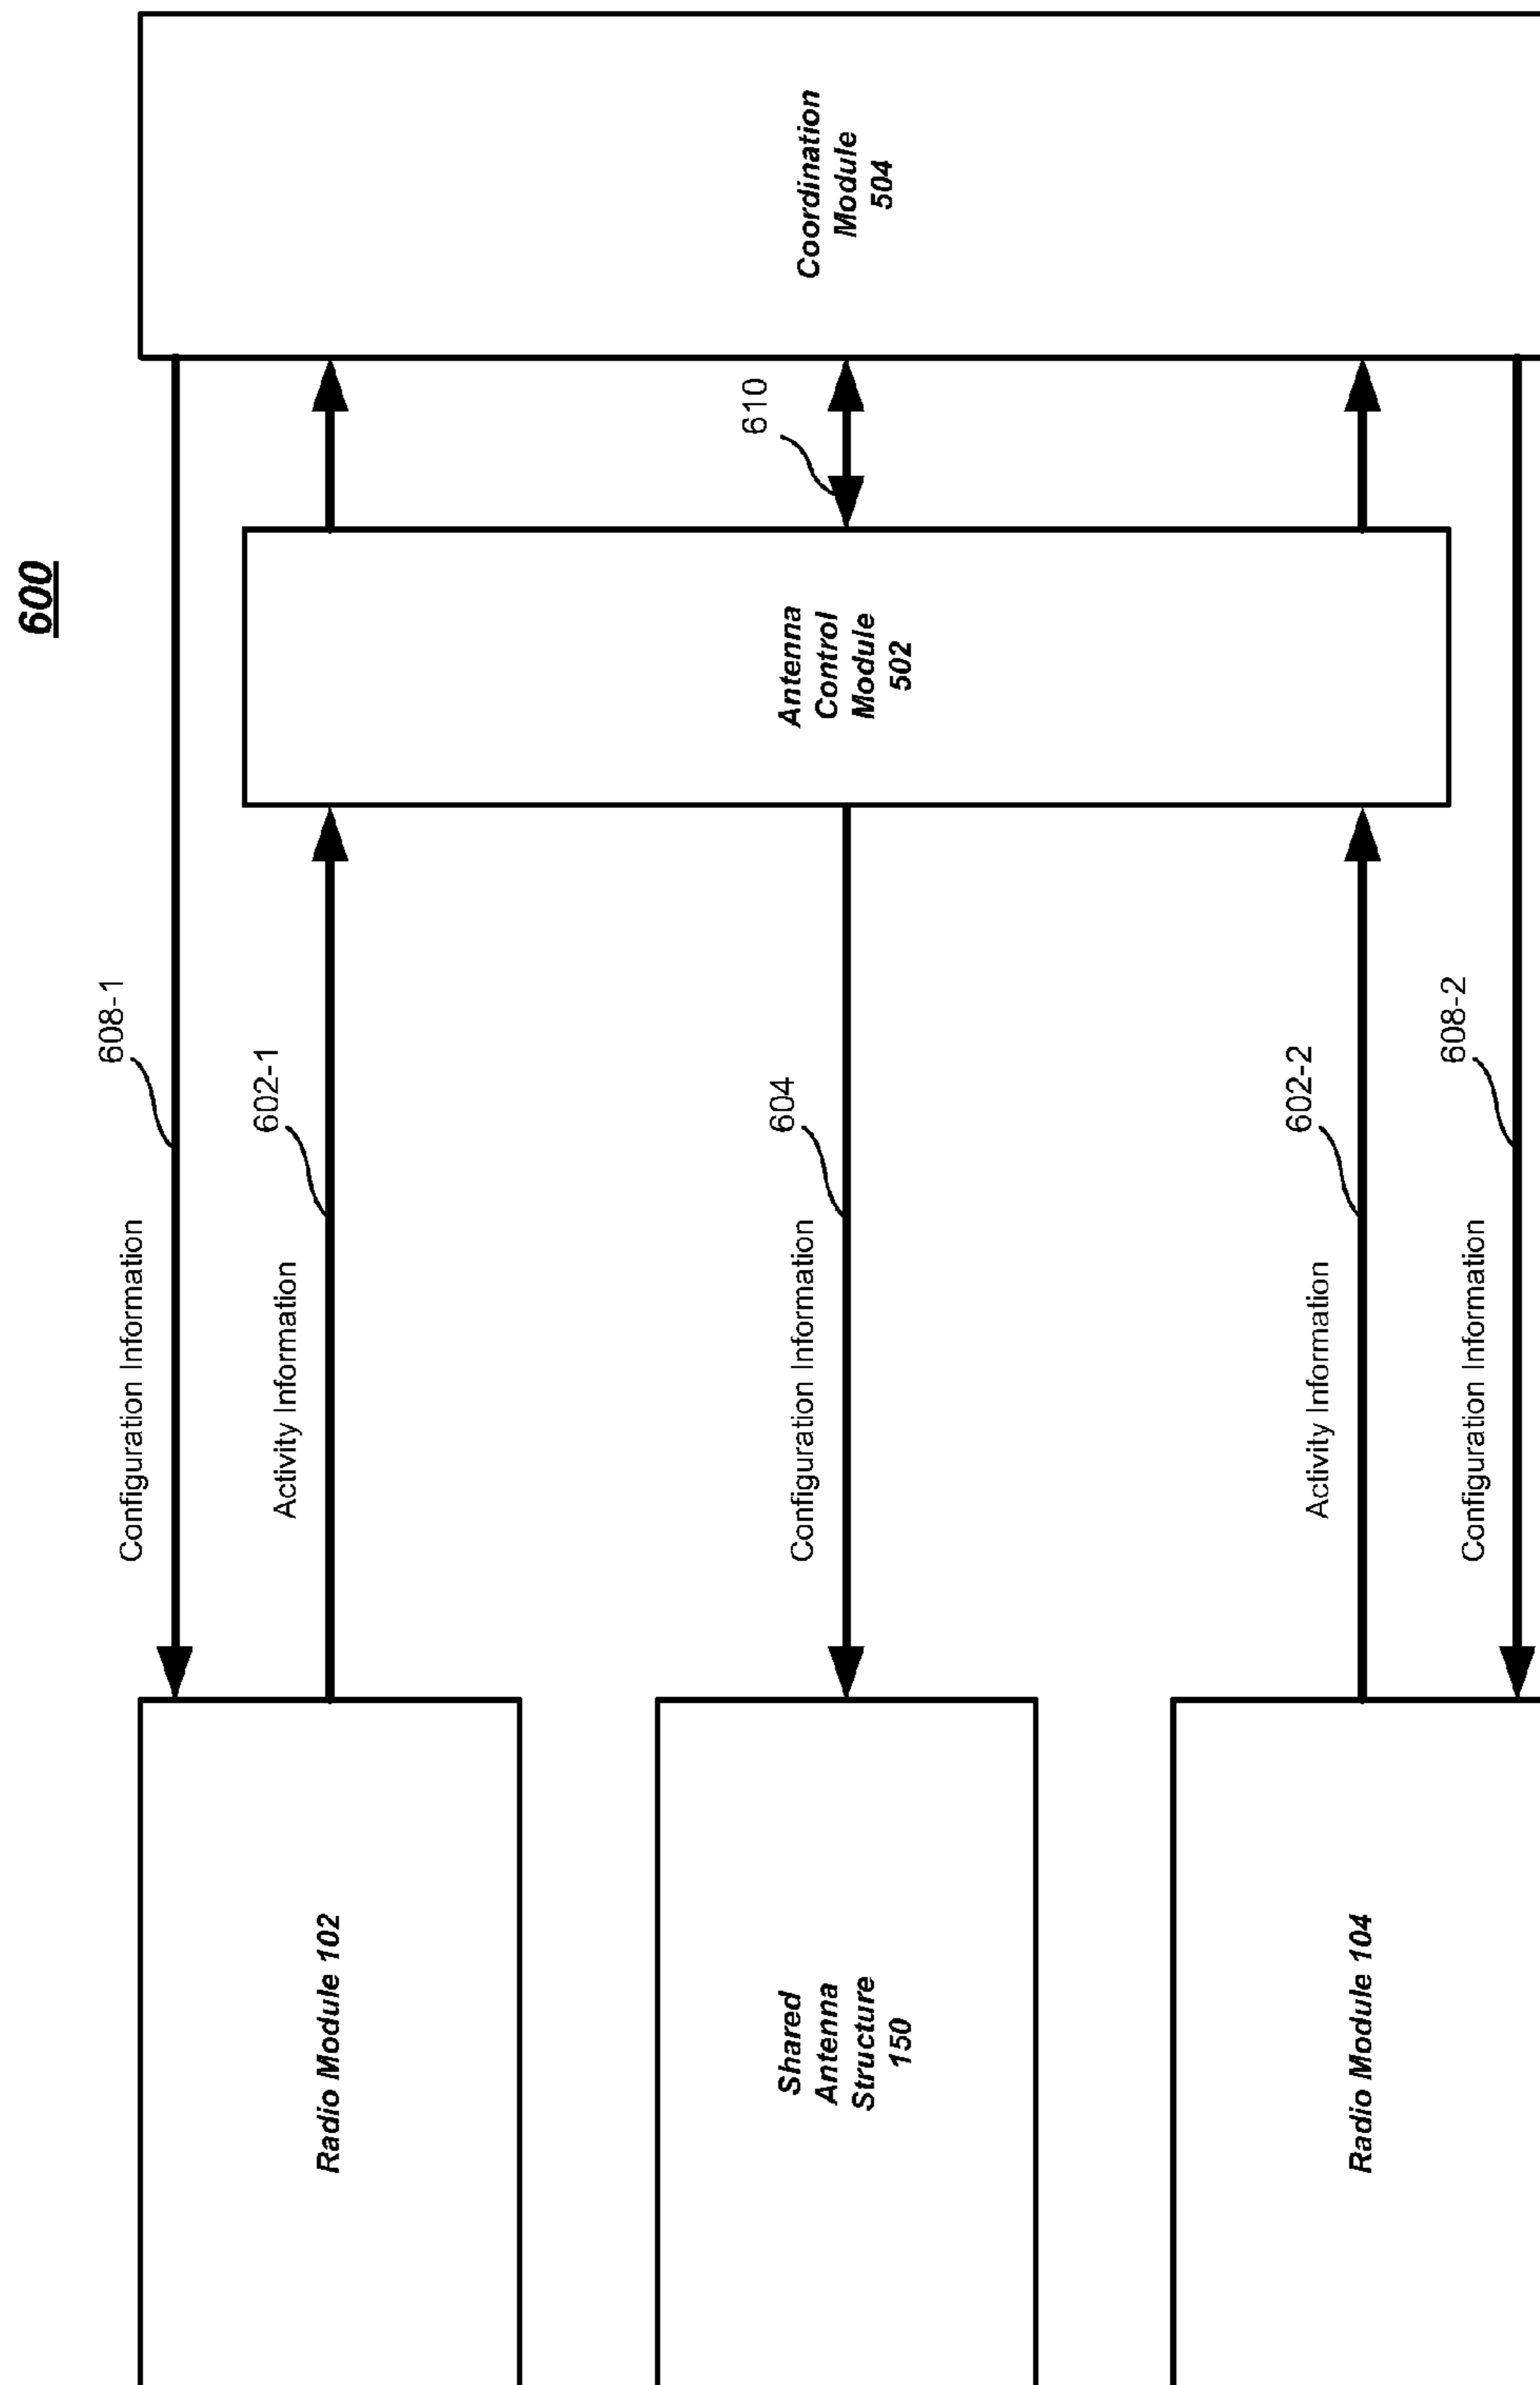 600
Radio Module 102
Configuration Information
608-1
Activity Information
602-1
Shared
Antenna
Structure
150
Configuration Information
604
Antenna
Control
Module
502
610
Coordination
Module
504
Radio Module 104
Activity Information
602-2
Configuration Information
608-2